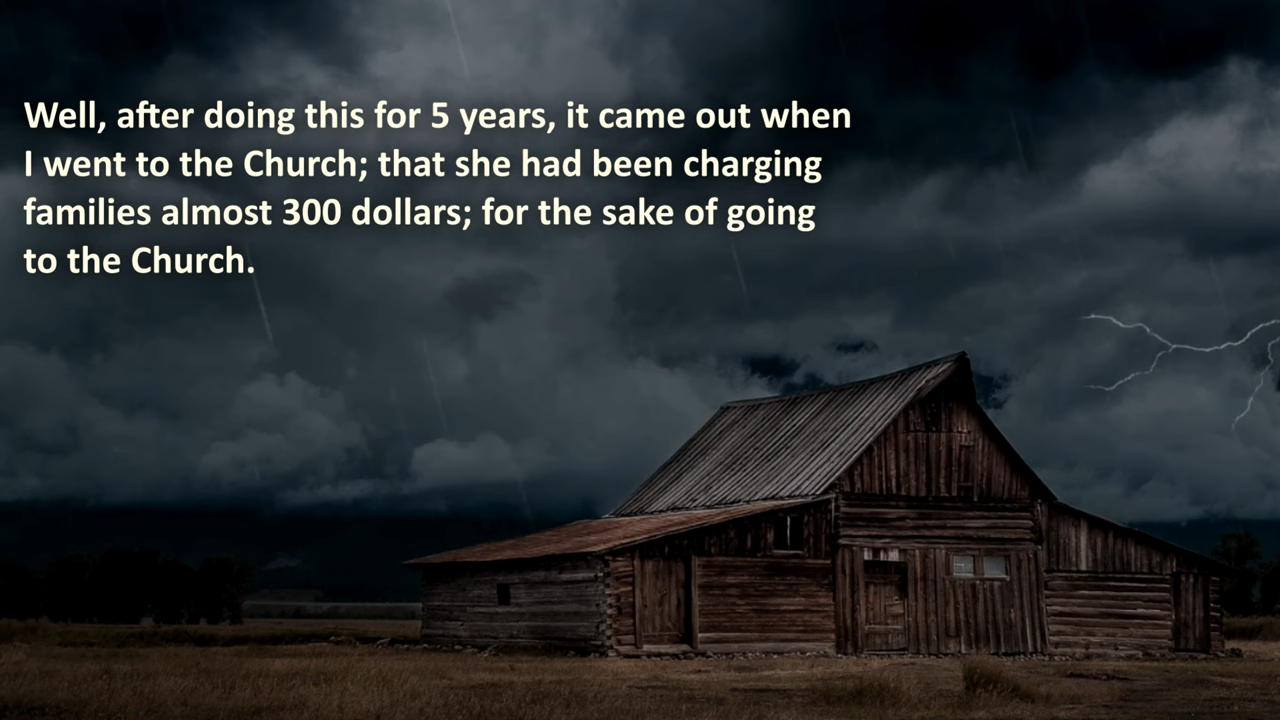 Well, after doing this for 5 years, it came out when
I went to the Church; that she had been charging
families almost 300 dollars; for the sake of going
to the Church.